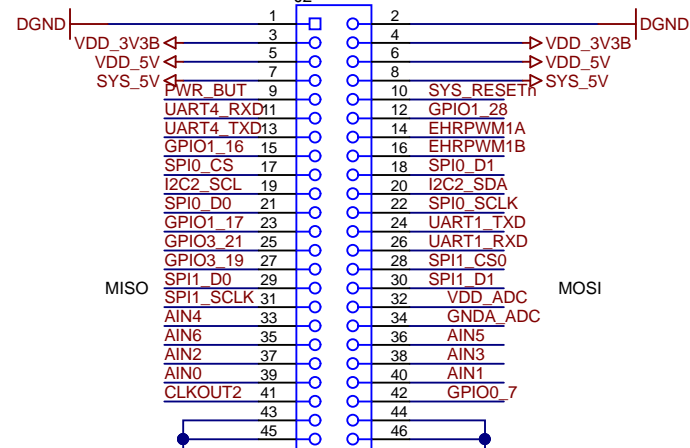 DGND 1 2 DGND
VDD_3V3B 3 4 VDD_3V3B
VDD_5V 5 6 VDD_5V
SYS_5V 7 8 SYS_5V
PWR_BUT 9 10 SYS_RESETn
UART4_RXD 11 12 GPIO1_28
UART4_TXD 13 14 EHRPWM1A
GPIO1_16 15 16 EHRPWM1B
SPI0_CS 17 18 SPI0_D1
I2C2_SCL 19 20 I2C2_SDA
SPI0_D0 21 22 SPI0_SCLK
GPIO1_17 23 24 UART1_TXD
GPIO3_21 25 26 UART1_RXD
GPIO3_19 27 28 SPI1_CS0
MISO SPI1_D0 29 30 SPI1_D1 MOSI
SPI1_SCLK 31 32 VDD_ADC
AIN4 33 34 GNDA_ADC
AIN6 35 36 AIN5
AIN2 37 38 AIN3
AIN0 39 40 AIN1
CLKOUT2 41 42 GPIO0_7
43 44
45 46